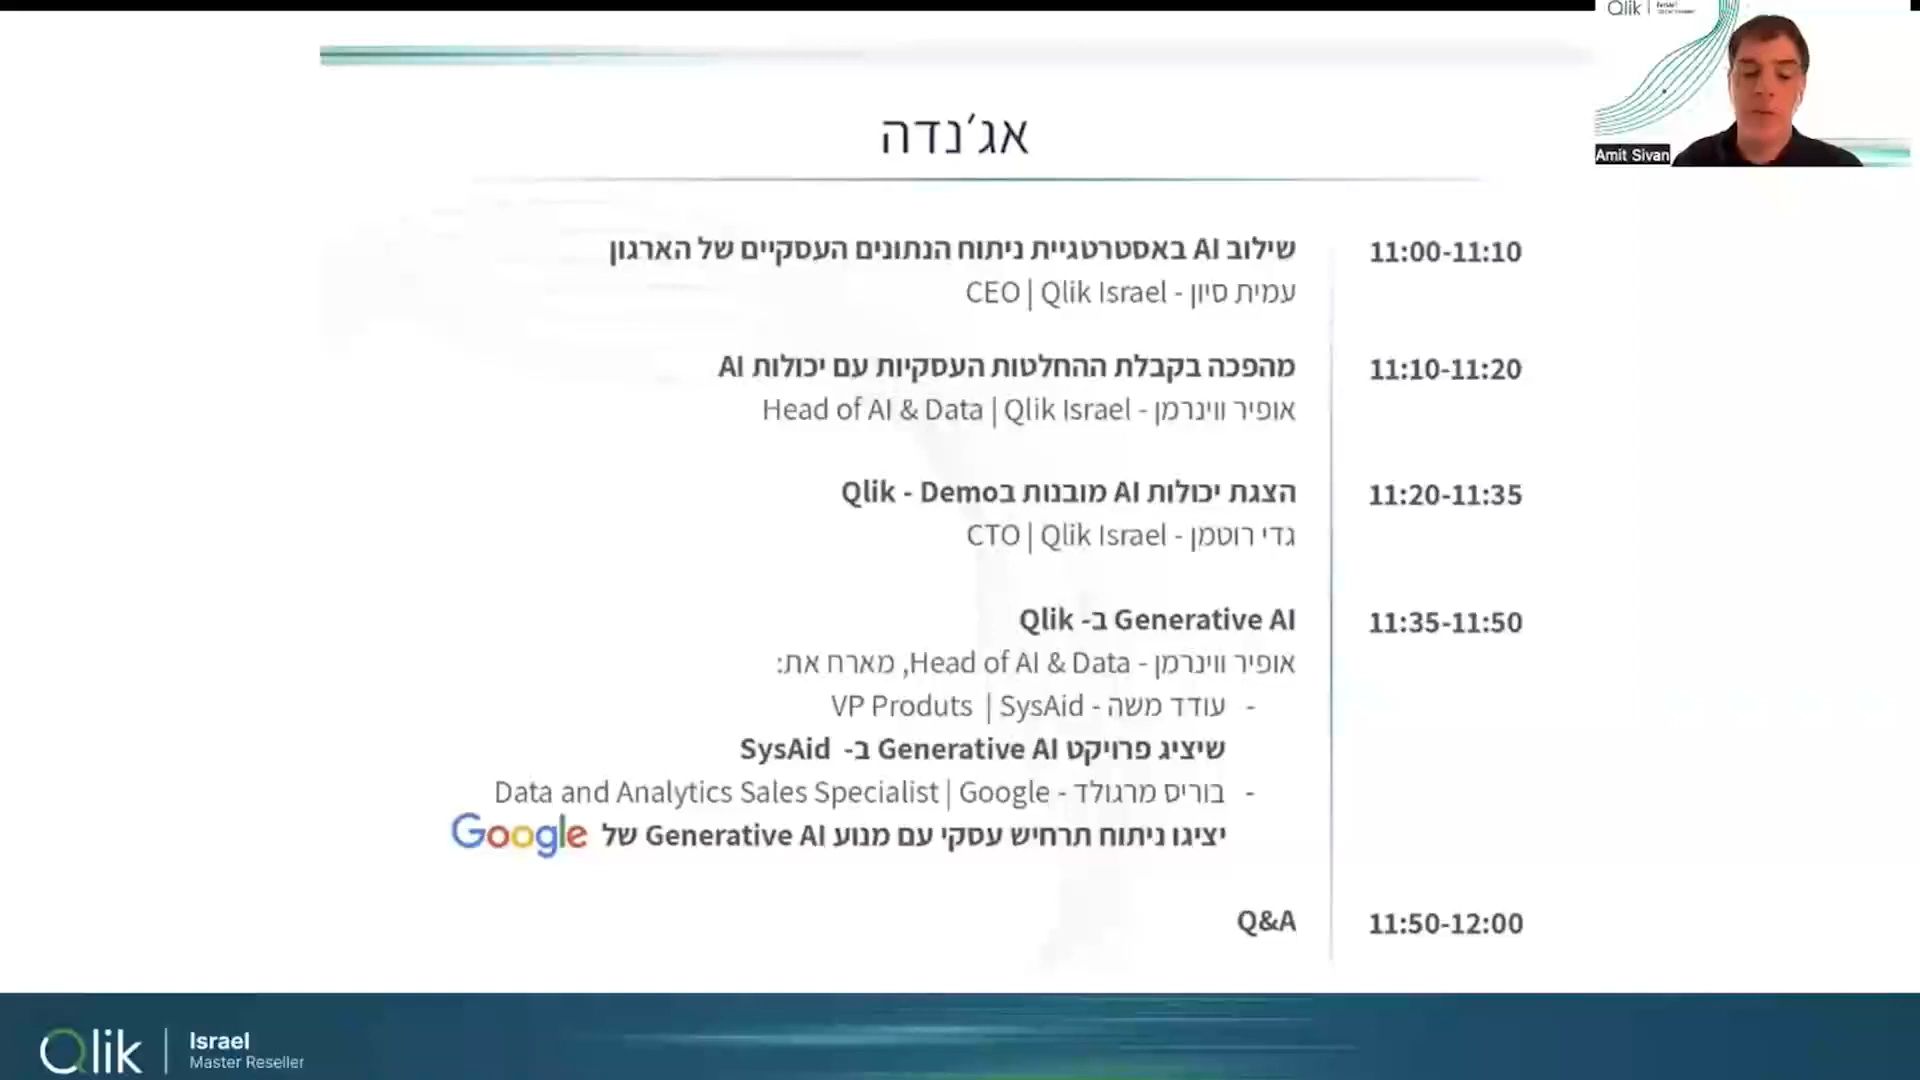 Qlik
Amit Sivan
אג'נדה
11:00-11:10
שילוב AI באסטרטגיית ניתוח הנתונים העסקיים של הארגון
עמית סיון - CEO | Qlik Israel
11:10-11:20
מהפכה בקבלת ההחלטות העסקיות עם יכולות AI
אופיר ווינרמן - Head of AI & Data | Qlik Israel
11:20-11:35
הצגת יכולות AI מובנות בQlik - Demo
גדי רוטמן - CTO | Qlik Israel
11:35-11:50
Generative AI ב- Qlik
אופיר ווינרמן - Head of AI & Data, מארח את:
- עודד משה - VP Produts | SysAid
שיציג פרויקט Generative AI ב- SysAid
- בוריס מרגולד - Data and Analytics Sales Specialist | Google
יציגו ניתוח תרחיש עסקי עם מנוע Generative AI של Google
11:50-12:00
Q&A
Qlik | Israel
Master Reseller